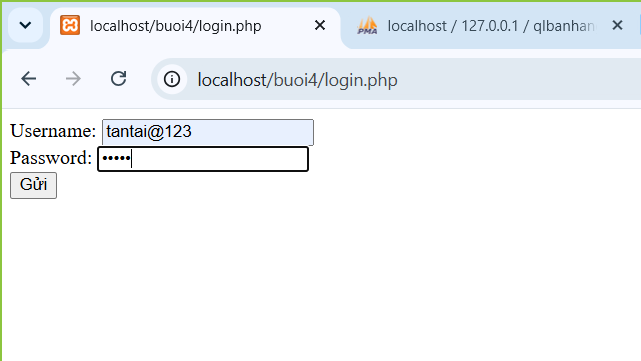 localhost/buoi4/login.php
PMA
localhost / 127.0.0.1 / qlbanhan
localhost/buoi4/login.php
Username: tantai@123
Password: •••••
Gửi